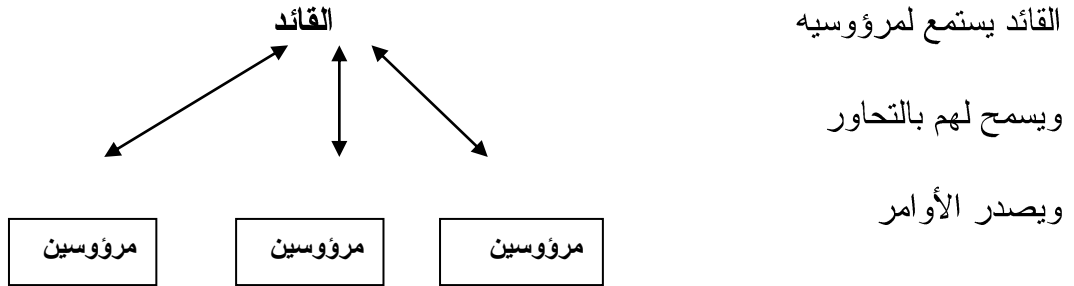 القائد يستمع لمرؤوسيه
ويسمح لهم بالتحاور
ويصدر الأوامر
القائد
مرؤوسين
مرؤوسين
مرؤوسين